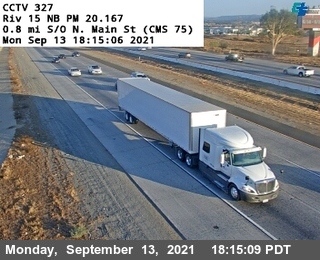 CCTV 327
Riv 15 NB PM 20.167
0.8 mi S/O N. Main St (CMS 75)
Mon Sep 13 18:15:06 2021
Monday, September 13, 2021 18:15:09 PDT